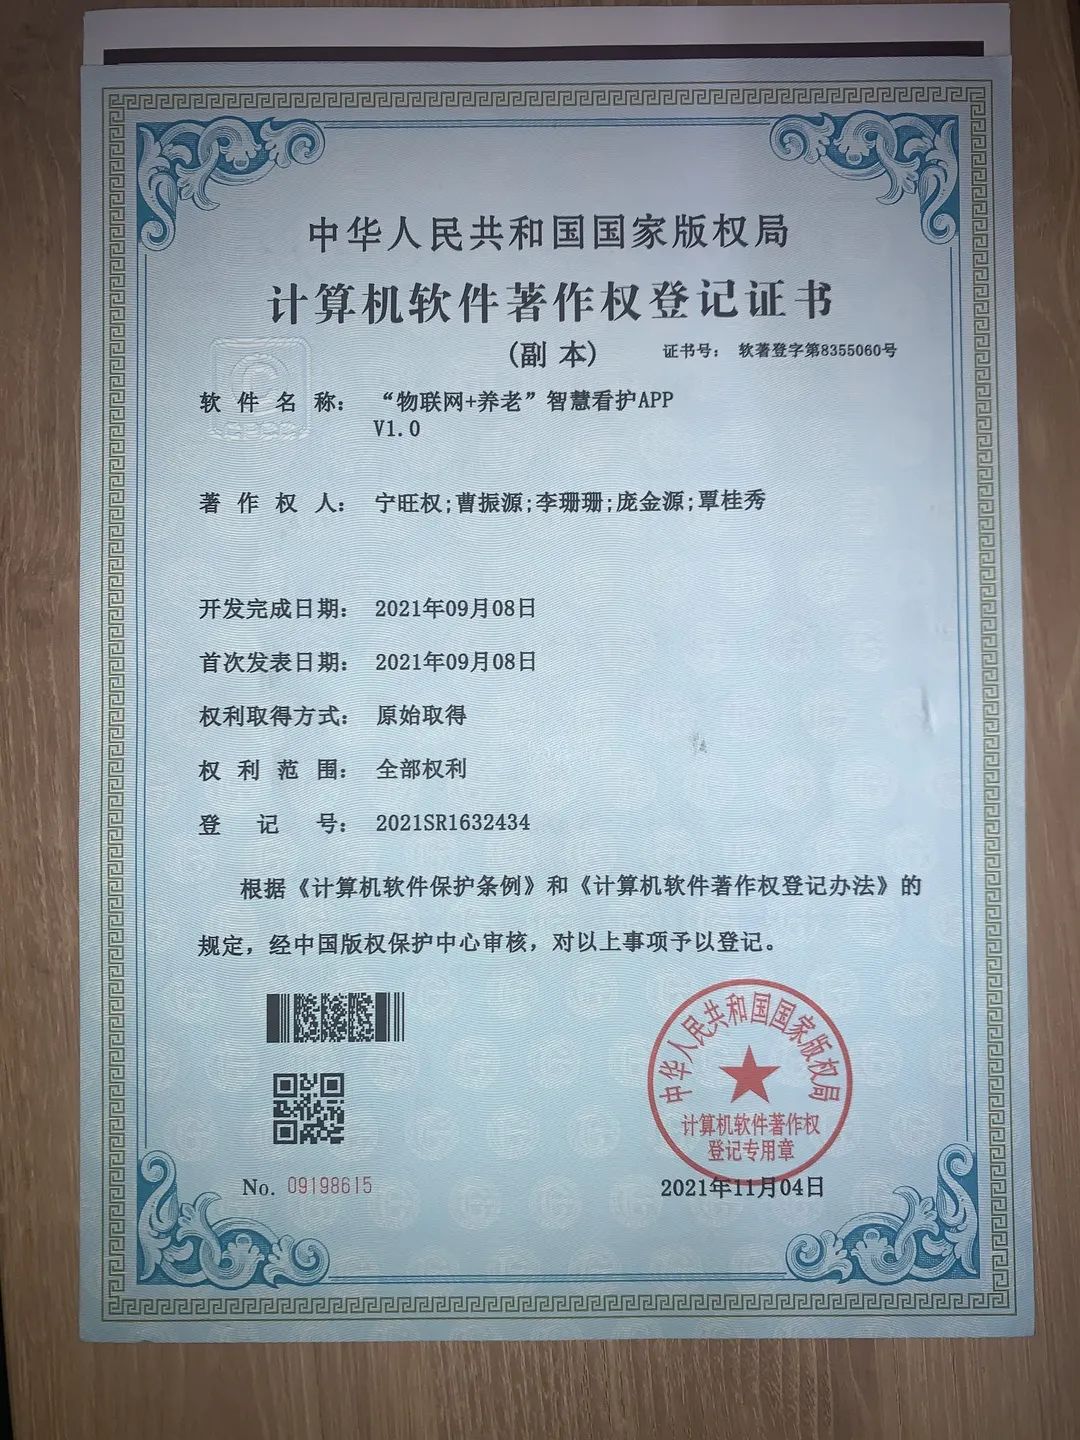 中华人民共和国国家版权局
计算机软件著作权登记证书
(副 本)
证书号： 软著登字第8355060号
软 件 名 称： “物联网+养老”智慧看护APP
V1.0
著 作 权 人： 宁旺权;曹振源;李珊珊;庞金源;覃桂秀
开发完成日期： 2021年09月08日
首次发表日期： 2021年09月08日
权利取得方式： 原始取得
权 利 范 围： 全部权利
登 记 号： 2021SR1632434
根据《计算机软件保护条例》和《计算机软件著作权登记办法》的
规定，经中国版权保护中心审核，对以上事项予以登记。
中华人民共和国国家版权局
计算机软件著作权
登记专用章
No. 09198615
2021年11月04日